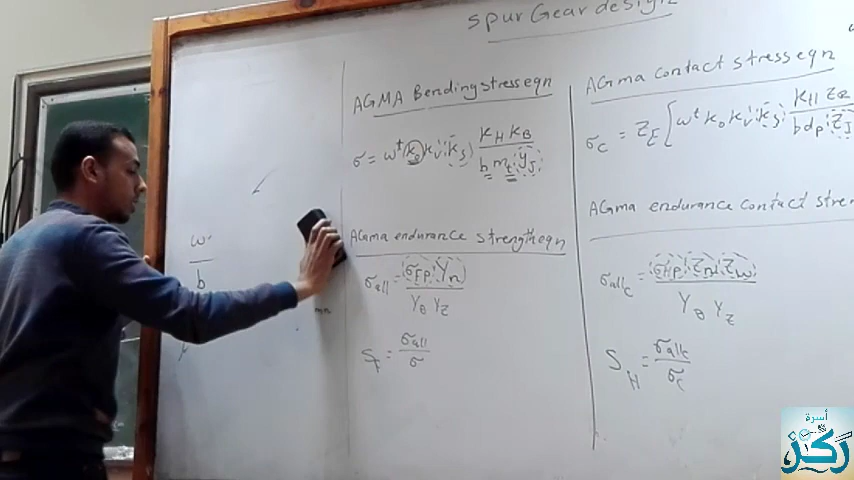 spur Gear design
AGMA Bending stress eqn
σ = w^t k_o k_v k_s (K_H K_B)/(b m_t Y_J)
AGma endurance strength eqn
σ_all = (σ_FP Y_N)/(Y_θ Y_Z)
S_F = σ_all/σ
AGma contact stress eqn
σ_c = Z_E [w^t k_o k_v k_s (K_H Z_R)/(b d_p Z_I)
AGma endurance contact stre
σ_all_c = (σ_HP Z_N Z_W)/(Y_θ Y_Z)
S_H = σ_allc/σ_c
w
b
mn
أسرة
رَكِّز